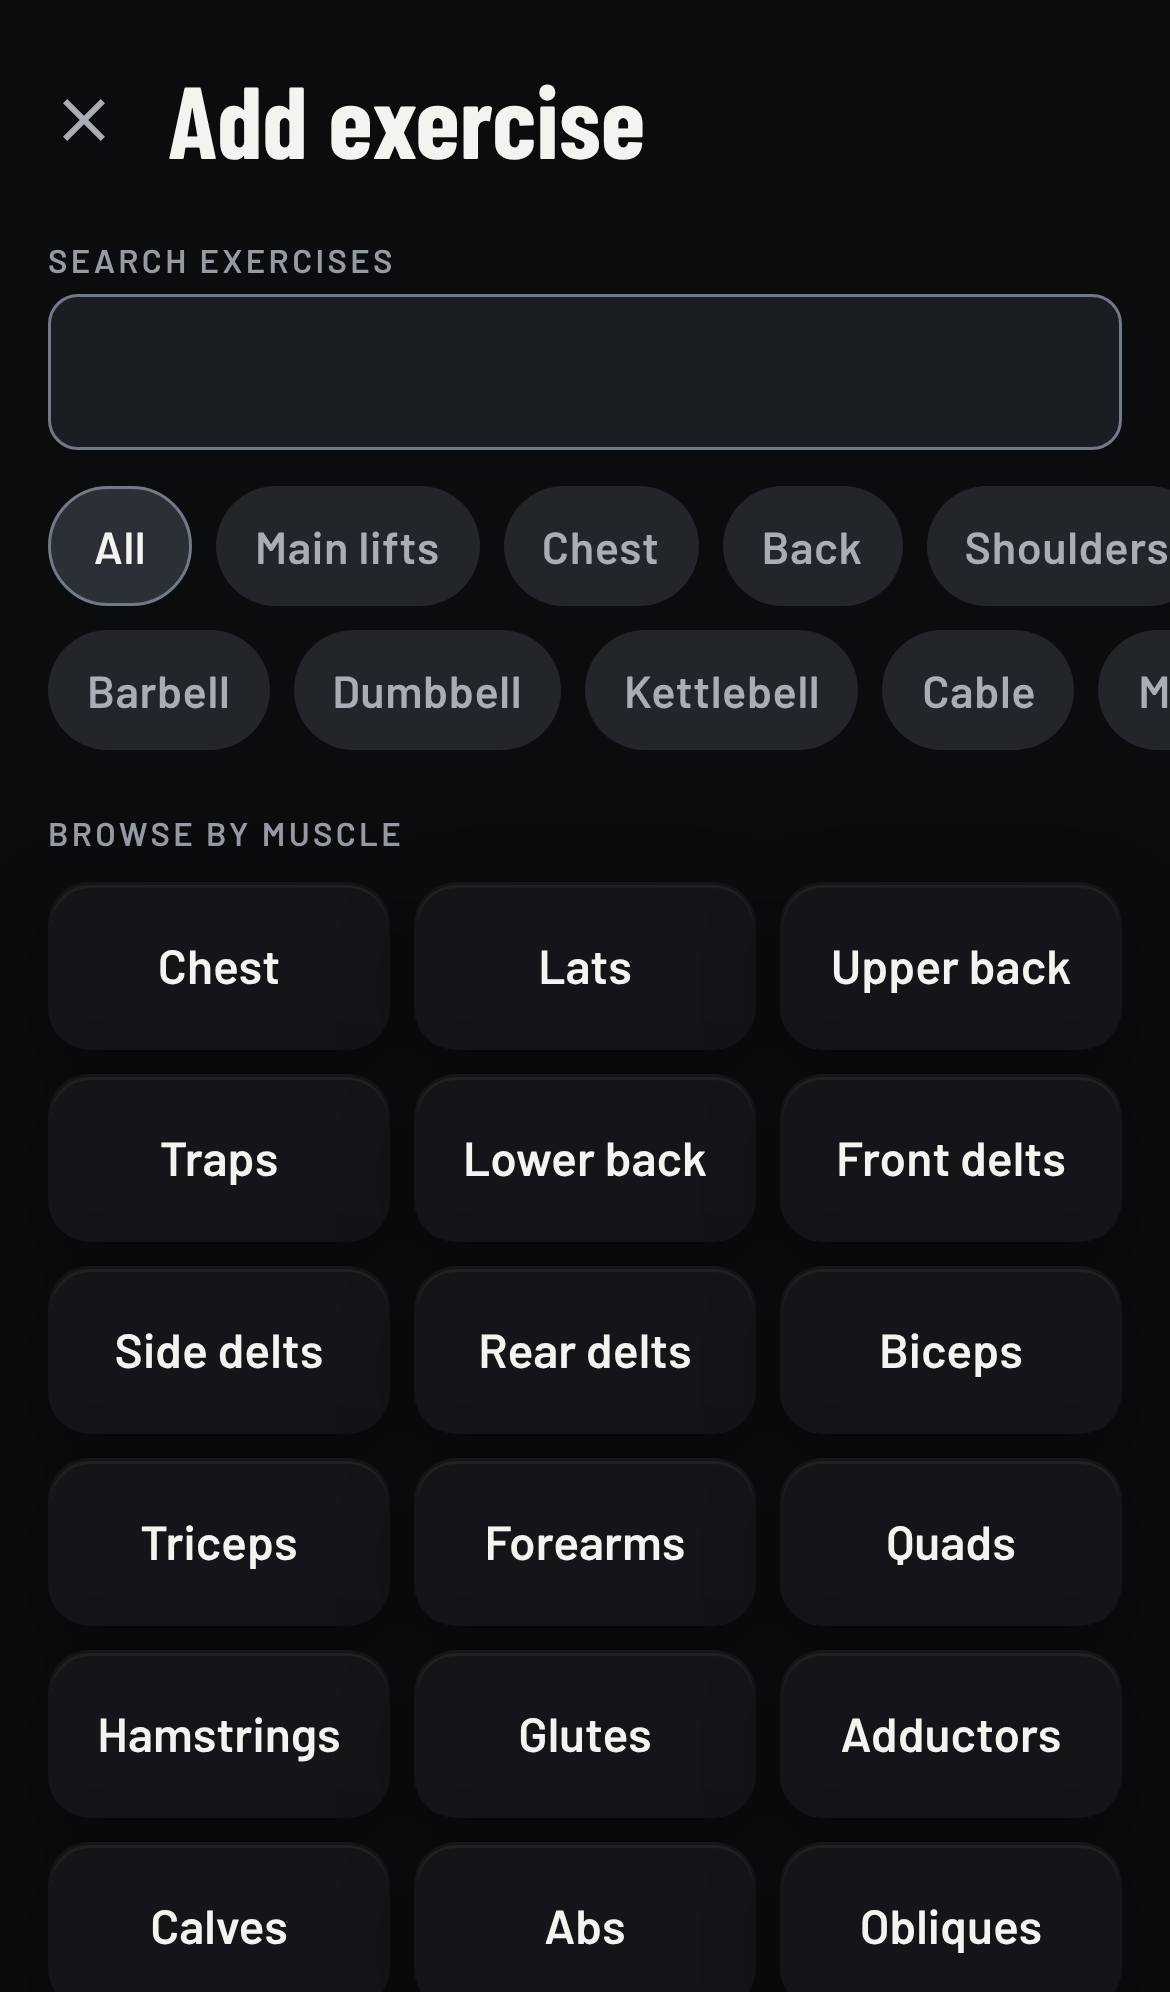 Add exercise
SEARCH EXERCISES
All Main lifts Chest Back Shoulders
Barbell Dumbbell Kettlebell Cable M
BROWSE BY MUSCLE
Chest Lats Upper back
Traps Lower back Front delts
Side delts Rear delts Biceps
Triceps Forearms Quads
Hamstrings Glutes Adductors
Calves Abs Obliques